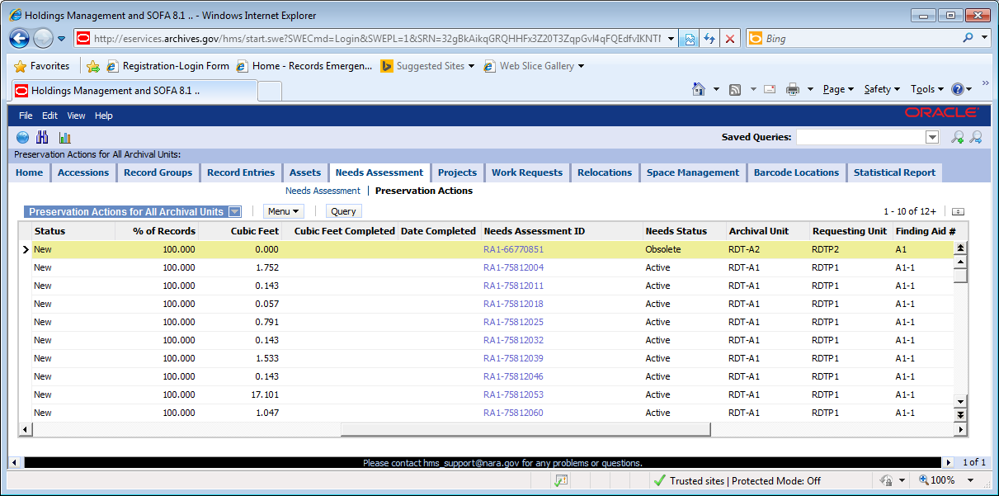 Holdings Management and SOFA 8.1 .. - Windows Internet Explorer
http://eservices.archives.gov/hms/start.swe?SWECmd=Login&SWEPL=1&SRN= Bing
Favorites Registration-Login Form Home - Records Emergen... Suggested Sites Web Slice Gallery
Holdings Management and SOFA 8.1 .. Page Safety Tools
File Edit View Help ORACLE
Saved Queries:
Preservation Actions for All Archival Units:
Home Accessions Record Groups Record Entries Assets Needs Assessment Projects Work Requests Relocations Space Management Barcode Locations Statistical Report
Needs Assessment Preservation Actions
Preservation Actions for All Archival Units Menu Query 1 - 10 of 12+
Status % of Records Cubic Feet Cubic Feet Completed Date Completed Needs Assessment ID Needs Status Archival Unit Requesting Unit Finding Aid #
New 100.000 0.000 RA1-66770851 Obsolete RDT-A2 RDTP2 A1
New 100.000 1.752 RA1-75812004 Active RDT-A1 RDTP1 A1-1
New 100.000 0.143 RA1-75812011 Active RDT-A1 RDTP1 A1-1
New 100.000 0.057 RA1-75812018 Active RDT-A1 RDTP1 A1-1
New 100.000 0.791 RA1-75812025 Active RDT-A1 RDTP1 A1-1
New 100.000 0.143 RA1-75812032 Active RDT-A1 RDTP1 A1-1
New 100.000 1.533 RA1-75812039 Active RDT-A1 RDTP1 A1-1
New 100.000 0.143 RA1-75812046 Active RDT-A1 RDTP1 A1-1
New 100.000 17.101 RA1-75812053 Active RDT-A1 RDTP1 A1-1
New 100.000 1.047 RA1-75812060 Active RDT-A1 RDTP1 A1-1
Please contact hms_support@nara.gov for any problems or questions. 1 of 1
Trusted sites | Protected Mode: Off 100%